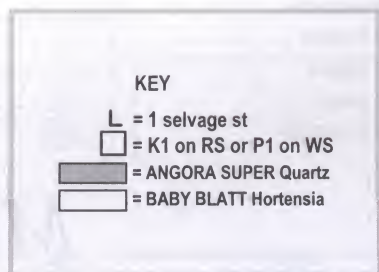 KEY
L = 1 selvage st
= K1 on RS or P1 on WS
= ANGORA SUPER Quartz
= BABY BLATT Hortensia